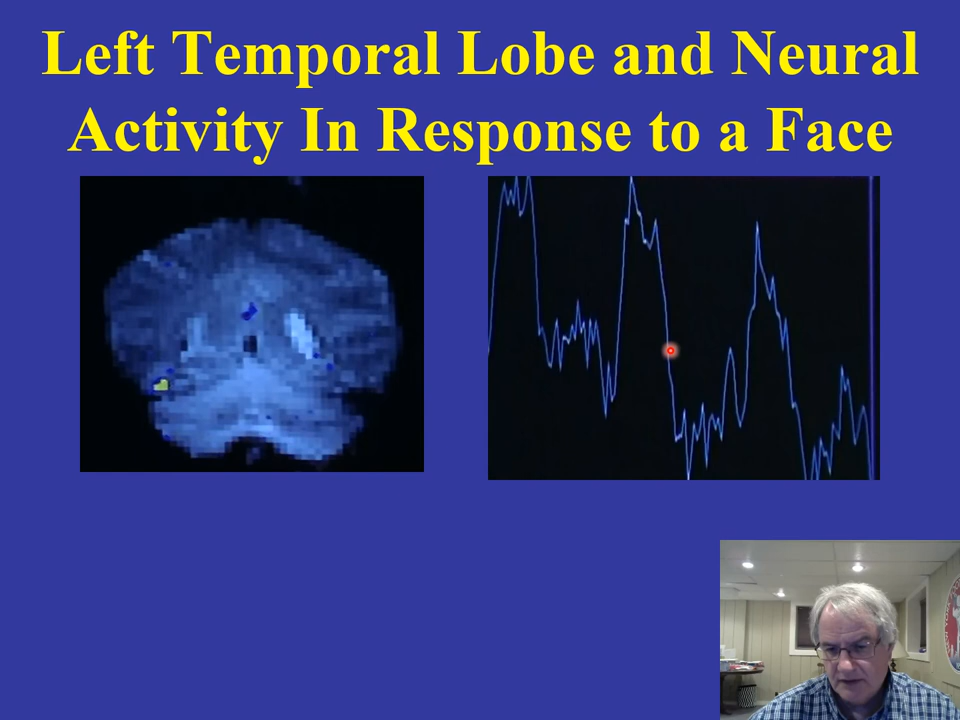 Left Temporal Lobe and Neural
Activity In Response to a Face